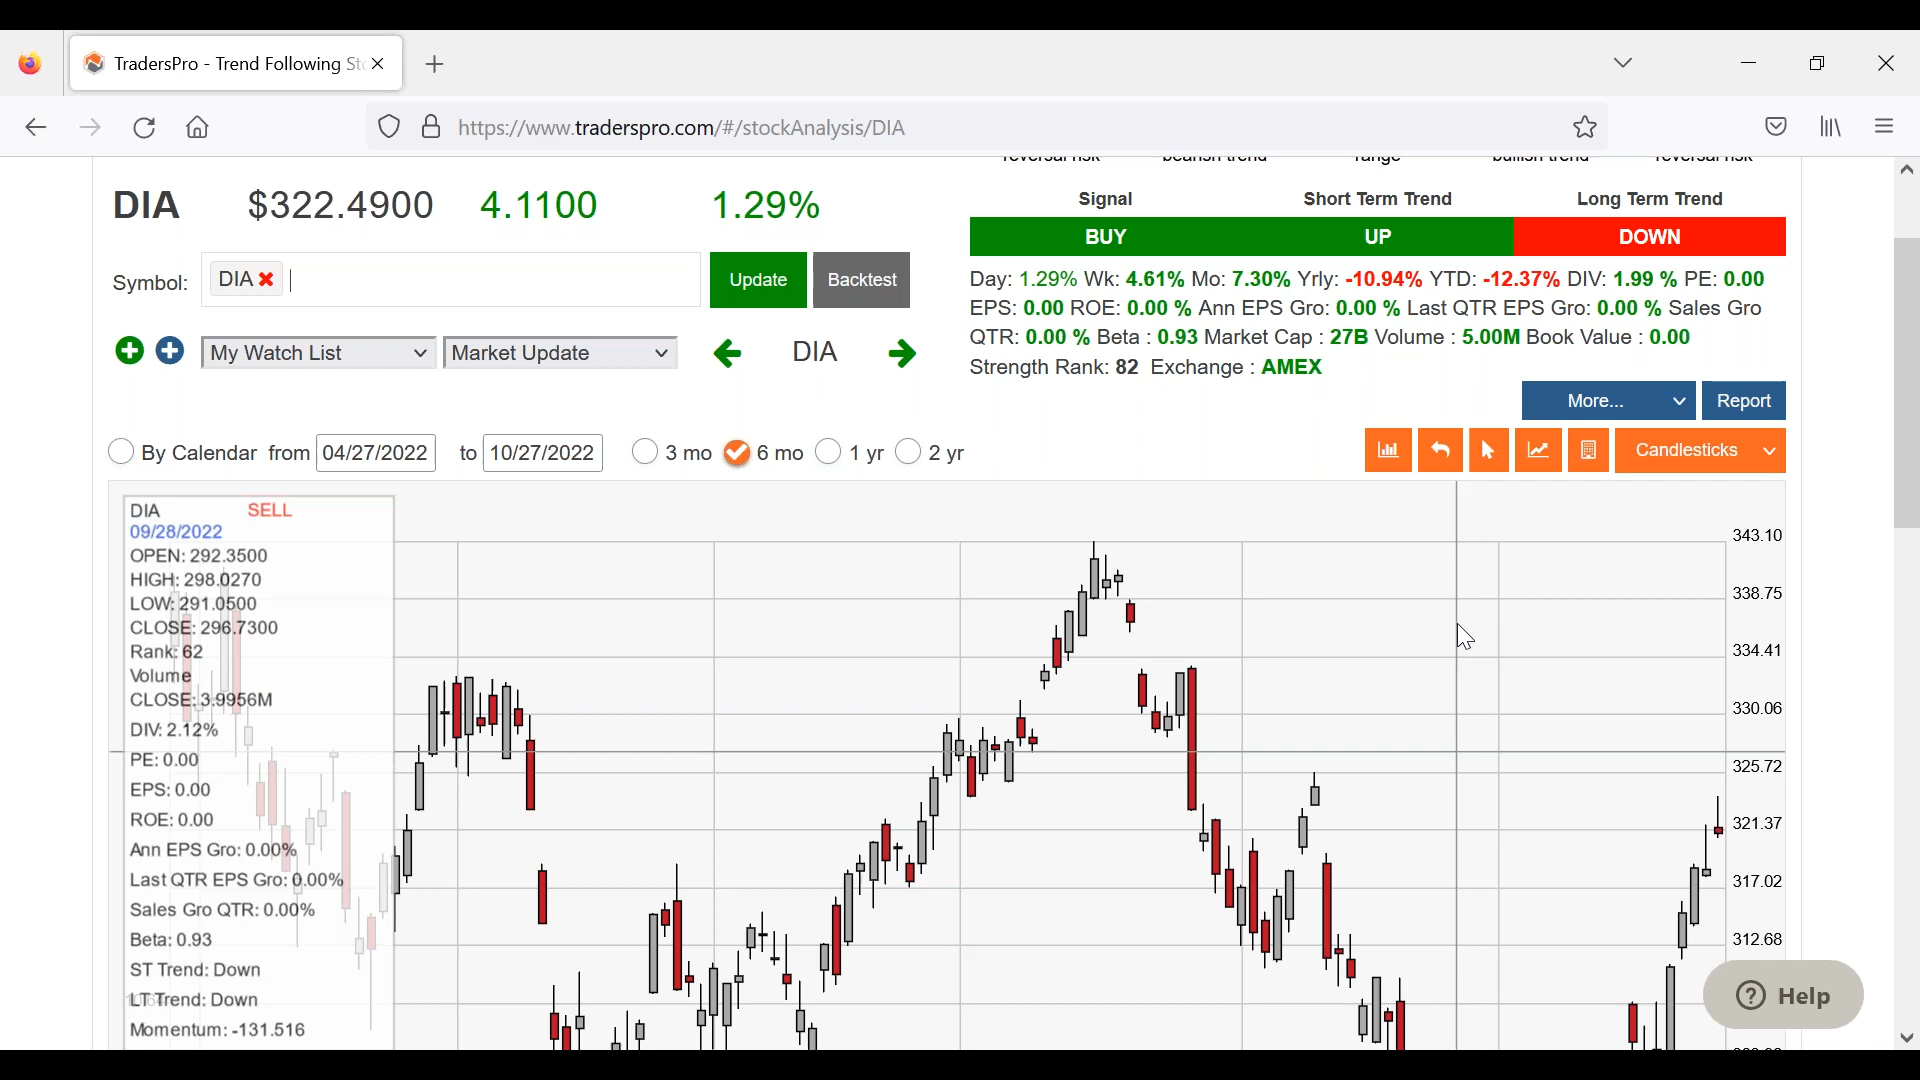 TradersPro - Trend Following Sto
https://www.traderspro.com/#/stockAnalysis/DIA
reversal risk bearish trend range bullish trend reversal risk
DIA $322.4900 4.1100 1.29%
Signal Short Term Trend Long Term Trend
BUY UP DOWN
Symbol: DIA Update Backtest
Day: 1.29% Wk: 4.61% Mo: 7.30% Yrly: -10.94% YTD: -12.37% DIV: 1.99 % PE: 0.00
EPS: 0.00 ROE: 0.00 % Ann EPS Gro: 0.00 % Last QTR EPS Gro: 0.00 % Sales Gro
QTR: 0.00 % Beta : 0.93 Market Cap : 27B Volume : 5.00M Book Value : 0.00
Strength Rank: 82 Exchange : AMEX
My Watch List Market Update DIA
More... Report
By Calendar from 04/27/2022 to 10/27/2022 3 mo 6 mo 1 yr 2 yr
Candlesticks
DIA SELL
09/28/2022
OPEN: 292.3500
HIGH: 298.0270
LOW: 291.0500
CLOSE: 296.7300
Rank: 62
Volume
CLOSE: 3.9956M
DIV: 2.12%
PE: 0.00
EPS: 0.00
ROE: 0.00
Ann EPS Gro: 0.00%
Last QTR EPS Gro: 0.00%
Sales Gro QTR: 0.00%
Beta: 0.93
ST Trend: Down
LT Trend: Down
Momentum: -131.516
343.10
338.75
334.41
330.06
325.72
321.37
317.02
312.68
Help